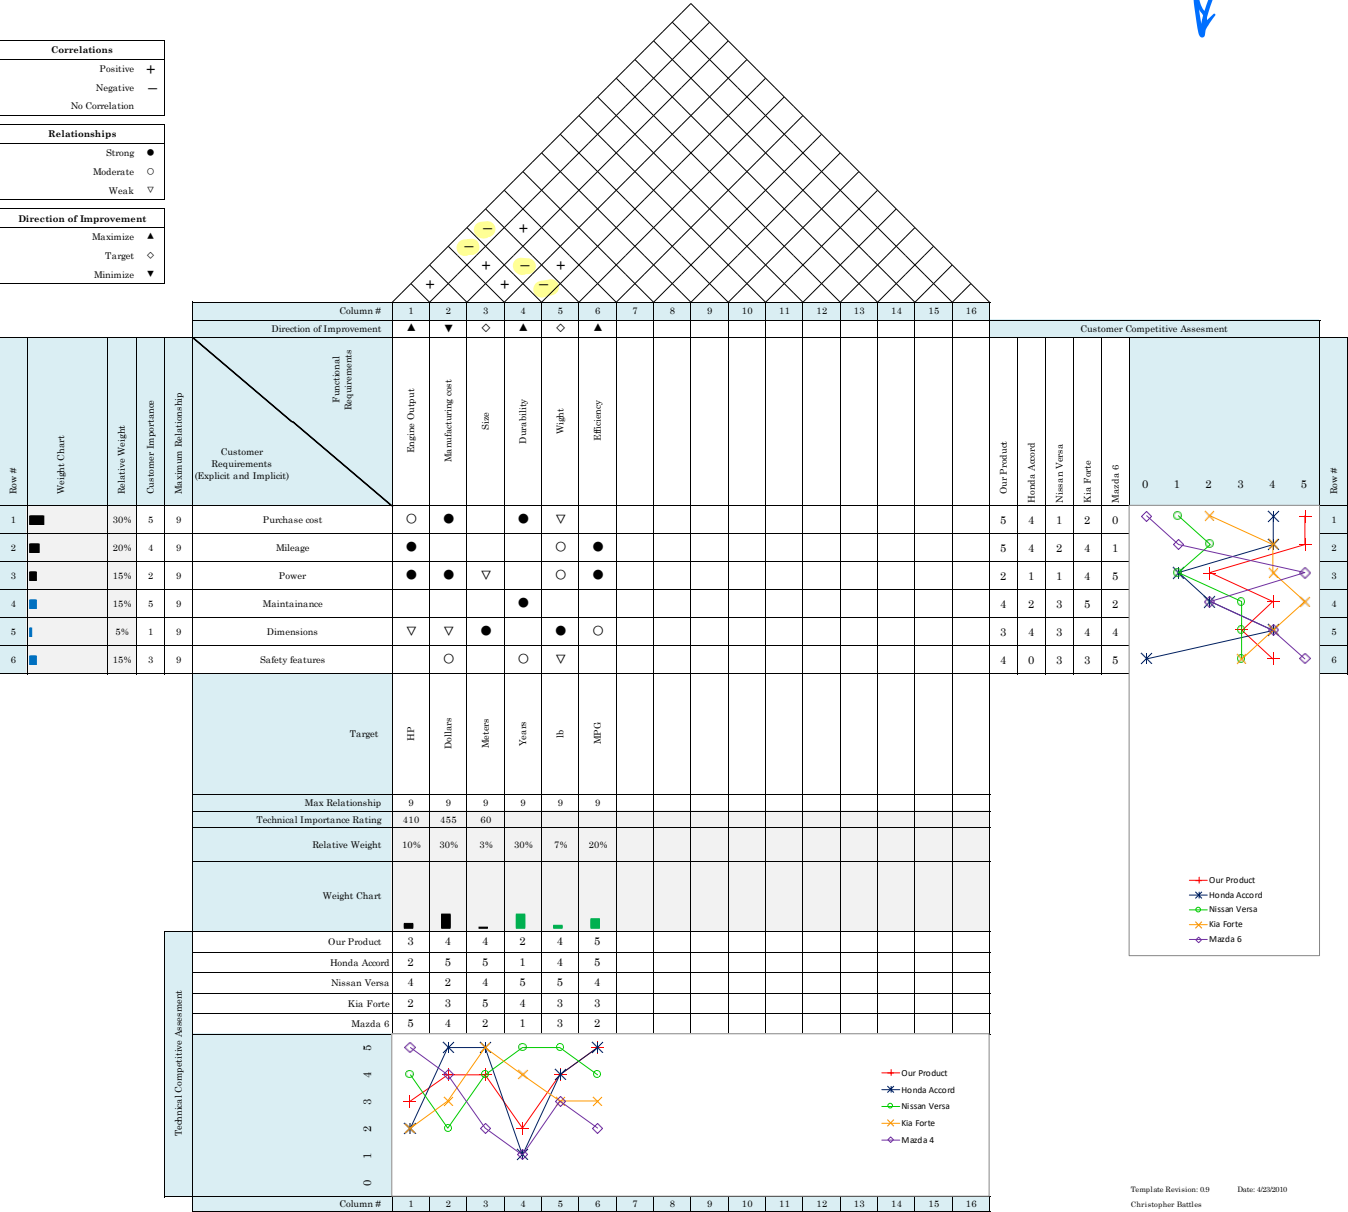 Correlations
Positive +
Negative −
No Correlation
Relationships
Strong ●
Moderate ○
Weak ▽
Direction of Improvement
Maximize ▲
Target ◇
Minimize ▼
− +
−
+ − +
+ + −
Column # 1 2 3 4 5 6 7 8 9 10 11 12 13 14 15 16
Direction of Improvement ▲ ▼ ◇ ▲ ◇ ▲ Customer Competitive Assesment
Row #
Weight Chart
Relative Weight
Customer Importance
Maximum Relationship
Functional
Requirements
Customer
Requirements
(Explicit and Implicit)
Engine Output
Manufacturing cost
Size
Durability
Wight
Efficiency
Our Product
Honda Accord
Nissan Versa
Kia Forte
Mazda 6
0 1 2 3 4 5
Row #
1 30% 5 9 Purchase cost ○ ● ● ▽ 5 4 1 2 0 1
2 20% 4 9 Mileage ● ○ ● 5 4 2 4 1 2
3 15% 2 9 Power ● ● ▽ ○ ● 2 1 1 4 5 3
4 15% 5 9 Maintainance ● 4 2 3 5 2 4
5 5% 1 9 Dimensions ▽ ▽ ● ● ○ 3 4 3 4 4 5
6 15% 3 9 Safety features ○ ○ ▽ 4 0 3 3 5 6
Target HP Dollars Meters Years lb MPG
Max Relationship 9 9 9 9 9 9
Technical Importance Rating 410 455 60
Relative Weight 10% 30% 3% 30% 7% 20%
Weight Chart
Our Product
Honda Accord
Nissan Versa
Kia Forte
Mazda 6
Technical Competitive Assesment
Our Product 3 4 4 2 4 5
Honda Accord 2 5 5 1 4 5
Nissan Versa 4 2 4 5 5 4
Kia Forte 2 3 5 4 3 3
Mazda 6 5 4 2 1 3 2
5
4
3
2
1
0
Our Product
Honda Accord
Nissan Versa
Kia Forte
Mazda 4
Column # 1 2 3 4 5 6 7 8 9 10 11 12 13 14 15 16
Template Revision: 0.9 Date: 4/23/2010
Christopher Battles